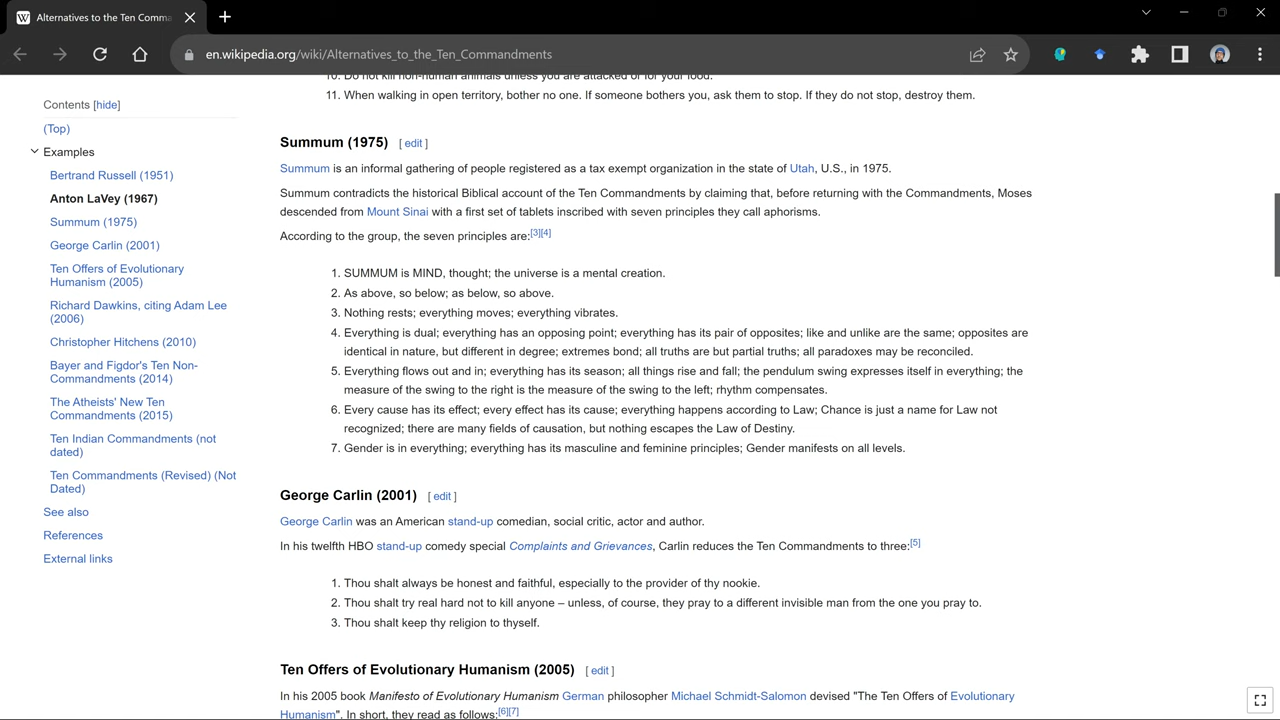 Alternatives to the Ten Comma
en.wikipedia.org/wiki/Alternatives_to_the_Ten_Commandments
Contents [hide]
(Top)
Examples
Bertrand Russell (1951)
Anton LaVey (1967)
Summum (1975)
George Carlin (2001)
Ten Offers of Evolutionary
Humanism (2005)
Richard Dawkins, citing Adam Lee
(2006)
Christopher Hitchens (2010)
Bayer and Figdor's Ten Non-
Commandments (2014)
The Atheists' New Ten
Commandments (2015)
Ten Indian Commandments (not
dated)
Ten Commandments (Revised) (Not
Dated)
See also
References
External links
10. Do not kill non-human animals unless you are attacked or for your food.
11. When walking in open territory, bother no one. If someone bothers you, ask them to stop. If they do not stop, destroy them.
Summum (1975) [ edit ]
Summum is an informal gathering of people registered as a tax exempt organization in the state of Utah, U.S., in 1975.
Summum contradicts the historical Biblical account of the Ten Commandments by claiming that, before returning with the Commandments, Moses
descended from Mount Sinai with a first set of tablets inscribed with seven principles they call aphorisms.
According to the group, the seven principles are:[3][4]
1. SUMMUM is MIND, thought; the universe is a mental creation.
2. As above, so below; as below, so above.
3. Nothing rests; everything moves; everything vibrates.
4. Everything is dual; everything has an opposing point; everything has its pair of opposites; like and unlike are the same; opposites are
identical in nature, but different in degree; extremes bond; all truths are but partial truths; all paradoxes may be reconciled.
5. Everything flows out and in; everything has its season; all things rise and fall; the pendulum swing expresses itself in everything; the
measure of the swing to the right is the measure of the swing to the left; rhythm compensates.
6. Every cause has its effect; every effect has its cause; everything happens according to Law; Chance is just a name for Law not
recognized; there are many fields of causation, but nothing escapes the Law of Destiny.
7. Gender is in everything; everything has its masculine and feminine principles; Gender manifests on all levels.
George Carlin (2001) [ edit ]
George Carlin was an American stand-up comedian, social critic, actor and author.
In his twelfth HBO stand-up comedy special Complaints and Grievances, Carlin reduces the Ten Commandments to three:[5]
1. Thou shalt always be honest and faithful, especially to the provider of thy nookie.
2. Thou shalt try real hard not to kill anyone – unless, of course, they pray to a different invisible man from the one you pray to.
3. Thou shalt keep thy religion to thyself.
Ten Offers of Evolutionary Humanism (2005) [ edit ]
In his 2005 book Manifesto of Evolutionary Humanism German philosopher Michael Schmidt-Salomon devised "The Ten Offers of Evolutionary
Humanism". In short, they read as follows:[6][7]